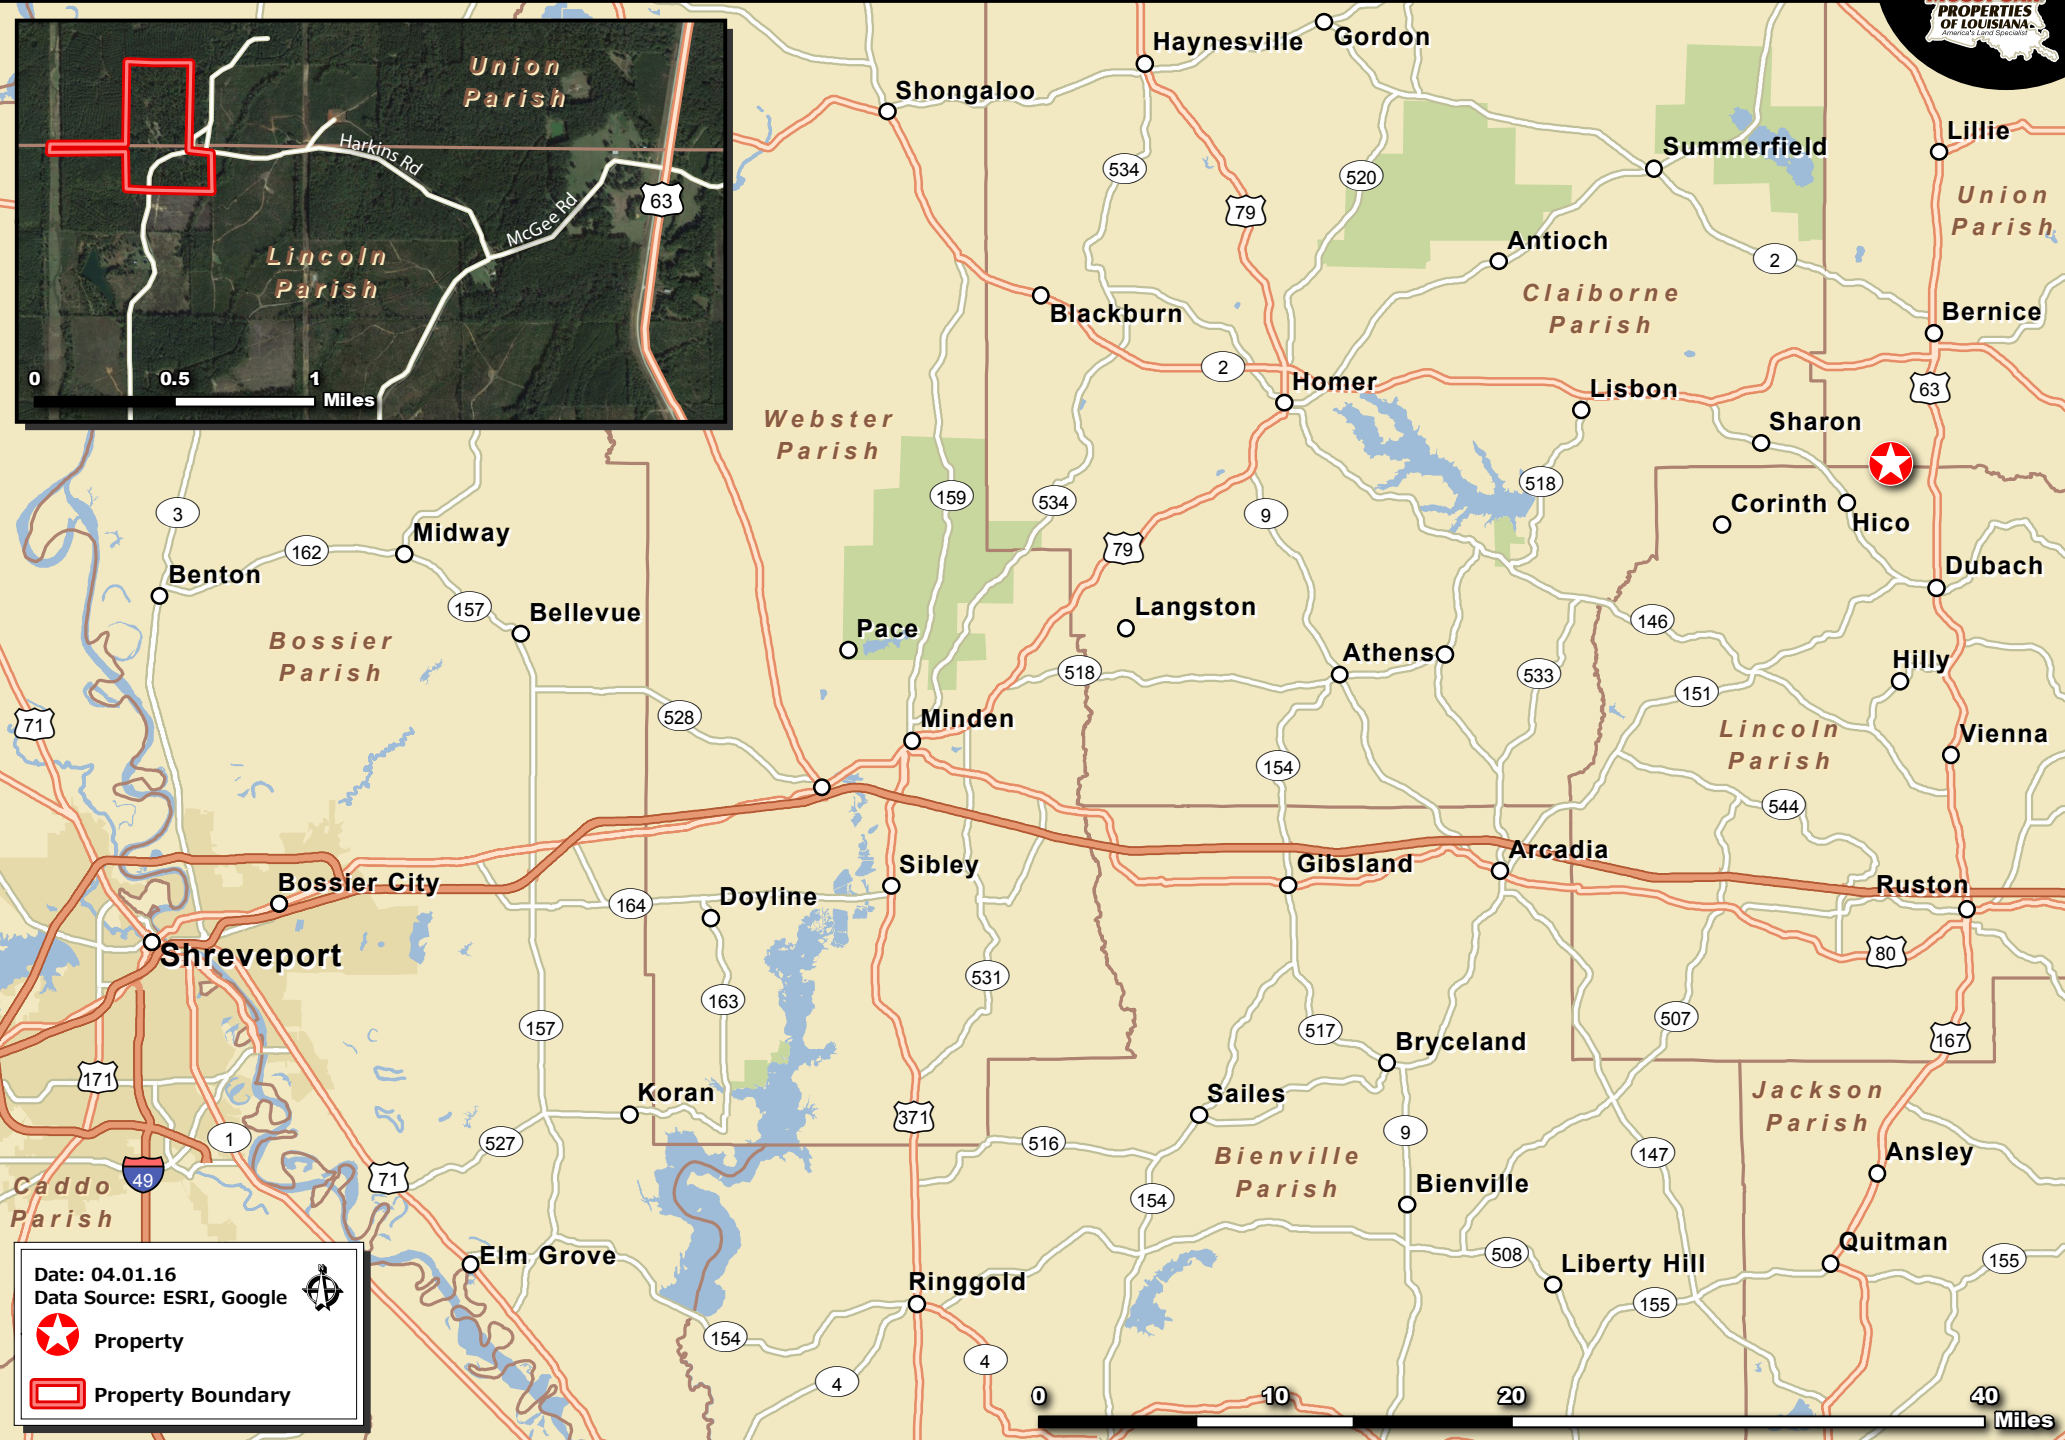 MOSSY OAK
PROPERTIES
OF LOUISIANA
America's Land Specialist
Union
Parish
Harkins Rd
McGee Rd
63
Lincoln
Parish
0 0.5 1
Miles
Haynesville
Gordon
Shongaloo
Lillie
Summerfield
534
520
79
Union
Parish
Antioch
2
Claiborne
Parish
Blackburn
Bernice
2
Homer
Lisbon
63
Webster
Parish
Sharon
159
534
518
3
9
Corinth
Hico
Midway
162
79
Benton
Dubach
157
Bellevue
Langston
146
Pace
Bossier
Parish
Athens
Hilly
518
533
151
71
528
Minden
Lincoln
Parish
Vienna
154
544
Arcadia
Sibley
Gibsland
Bossier City
Ruston
164
Doyline
Shreveport
80
531
163
157
517
507
167
Bryceland
171
Koran
Sailes
Jackson
Parish
371
1
527
516
9
147
Ansley
49
71
Bienville
Parish
Caddo
Parish
154
Bienville
Elm Grove
508
Quitman
155
Liberty Hill
Ringgold
155
154
4
4
Date: 04.01.16
Data Source: ESRI, Google
Property
Property Boundary
0 10 20 40
Miles